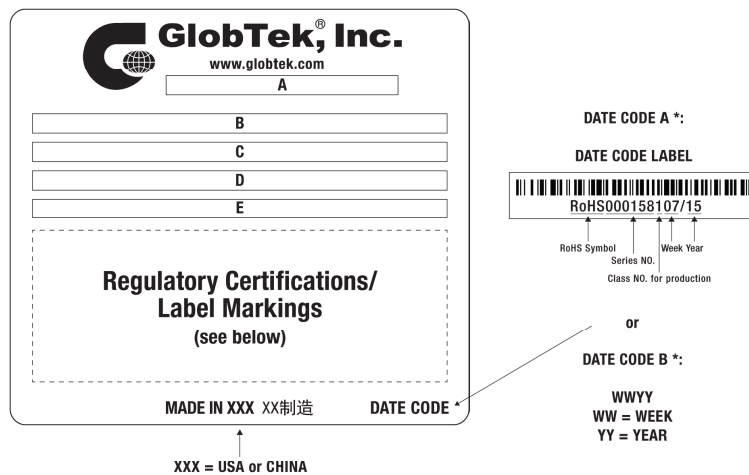 GlobTek®, Inc.
www.globtek.com
A
B
C
D
E
Regulatory Certifications/
Label Markings
(see below)
MADE IN XXX XX制造 DATE CODE
XXX = USA or CHINA
DATE CODE A *:
DATE CODE LABEL
RoHS000158107/15
RoHS Symbol
Series NO.
Week Year
Class NO. for production
or
DATE CODE B *:
WWYY
WW = WEEK
YY = YEAR